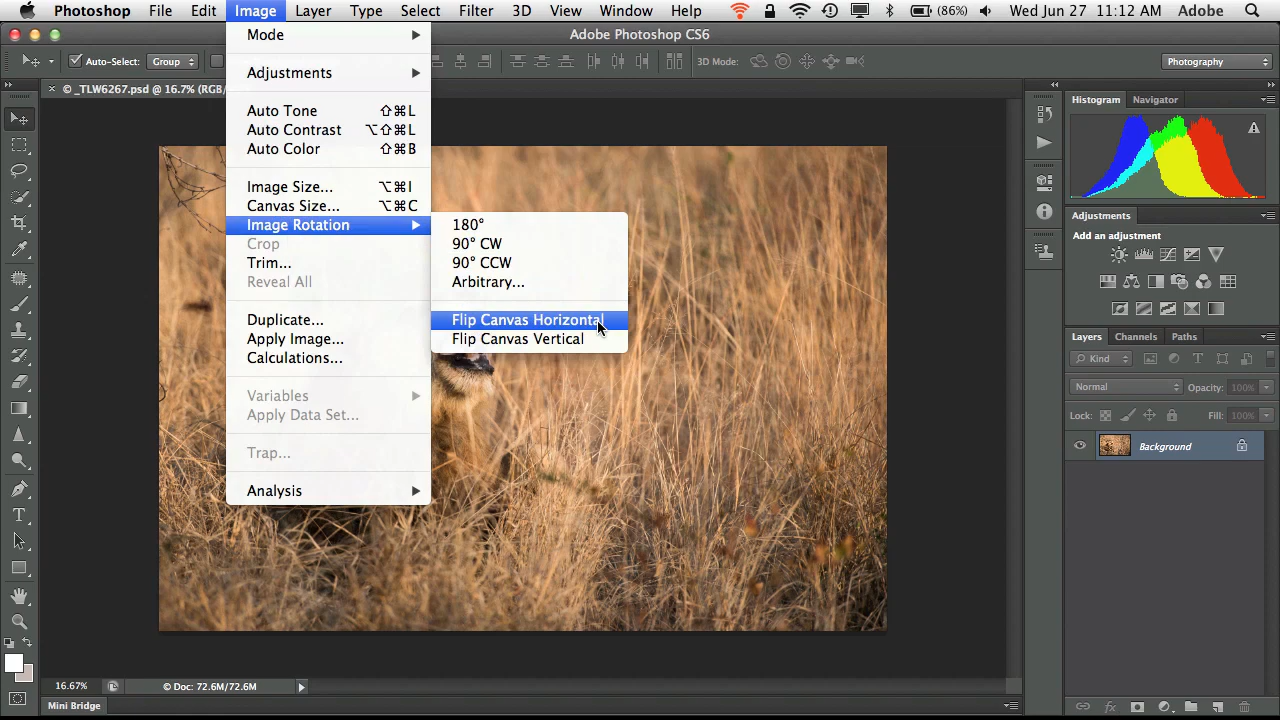 Photoshop File Edit Image Layer Type Select Filter 3D View Window Help (86%) Wed Jun 27 11:12 AM Adobe
Adobe Photoshop CS6
Auto-Select: Group 3D Mode: Photography
× © _TLW6267.psd @ 16.7% (RGB/
Mode
Adjustments
Auto Tone ⇧⌘L
Auto Contrast ⌥⇧⌘L
Auto Color ⇧⌘B
Image Size... ⌥⌘I
Canvas Size... ⌥⌘C
Image Rotation
Crop
Trim...
Reveal All
Duplicate...
Apply Image...
Calculations...
Variables
Apply Data Set...
Trap...
Analysis
180°
90° CW
90° CCW
Arbitrary...
Flip Canvas Horizontal
Flip Canvas Vertical
Histogram Navigator
Adjustments
Add an adjustment
Layers Channels Paths
Kind
Normal Opacity: 100%
Lock: Fill: 100%
Background
16.67% © Doc: 72.6M/72.6M
Mini Bridge